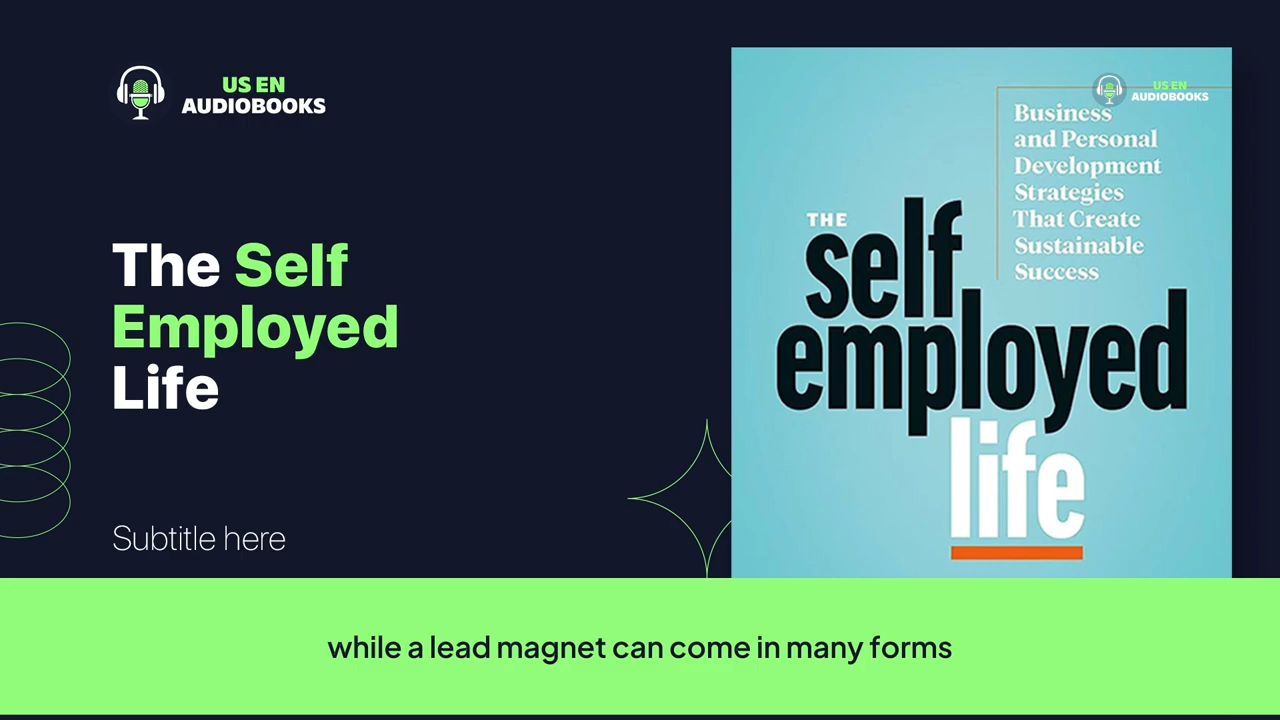 US EN
AUDIOBOOKS
The Self
Employed
Life
Subtitle here
US EN
AUDIOBOOKS
Business
and Personal
Development
Strategies
That Create
Sustainable
Success
THE
self
employed
life
while a lead magnet can come in many forms